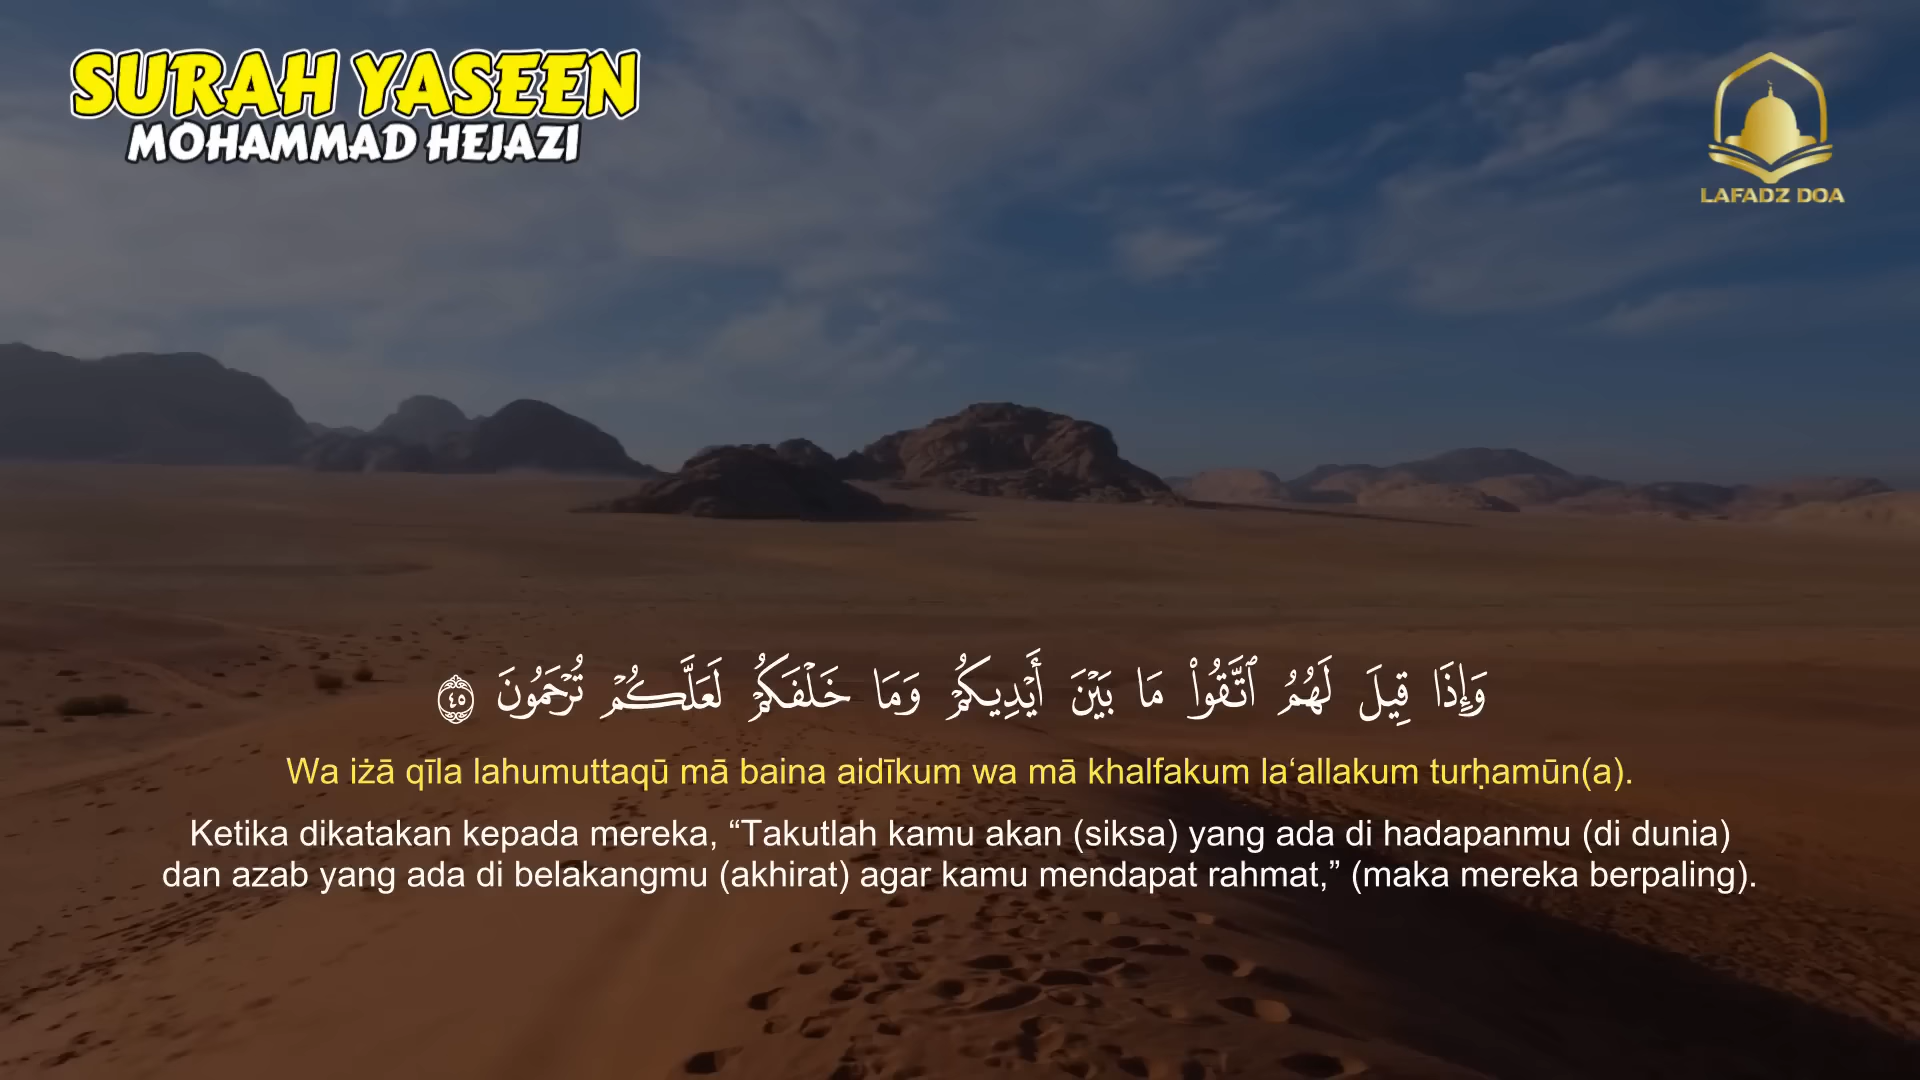 SURAH YASEEN
MOHAMMAD HEJAZI
LAFADZ DOA
وَإِذَا قِيلَ لَهُمُ ٱتَّقُوا۟ مَا بَيْنَ أَيْدِيكُمْ وَمَا خَلْفَكُمْ لَعَلَّكُمْ تُرْحَمُونَ ٤٥
Wa iżā qīla lahumuttaqū mā baina aidīkum wa mā khalfakum la‘allakum turḥamūn(a).
Ketika dikatakan kepada mereka, “Takutlah kamu akan (siksa) yang ada di hadapanmu (di dunia)
dan azab yang ada di belakangmu (akhirat) agar kamu mendapat rahmat,” (maka mereka berpaling).